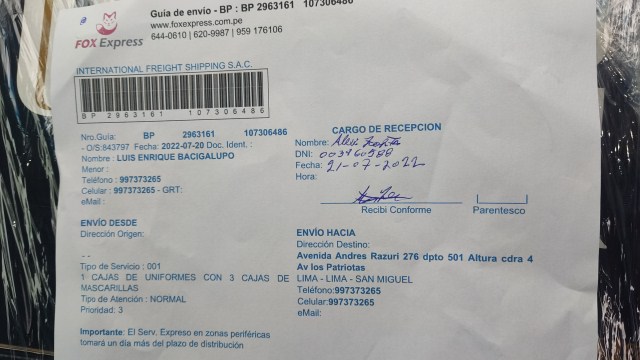 FOX Express
Guía de envío - BP : BP 2963161 107306486
www.foxexpress.com.pe
644-0610 | 620-9987 | 959 176106
INTERNATIONAL FREIGHT SHIPPING S.A.C.
BP 2963161 107306486
Nro.Guía: BP 2963161 107306486
- O/S:843797 Fecha: 2022-07-20 Doc. Ident. :
Nombre : LUIS ENRIQUE BACIGALUPO
Menor :
Teléfono : 997373265
Celular : 997373265 - GRT:
eMail :
CARGO DE RECEPCION
Nombre:
DNI:
Fecha: 21-07-2022
Hora:
Recibi Conforme
Parentesco
ENVÍO DESDE
Dirección Origen:
- -
Tipo de Servicio : 001
1 CAJAS DE UNIFORMES CON 3 CAJAS DE
MASCARILLAS
Tipo de Atención : NORMAL
Prioridad: 3
ENVÍO HACIA
Dirección Destino:
Avenida Andres Razuri 276 dpto 501 Altura cdra 4
Av los Patriotas
LIMA - LIMA - SAN MIGUEL
Teléfono:997373265
Celular:997373265
eMail:
Importante: El Serv. Expreso en zonas periféricas
tomará un día más del plazo de distribución